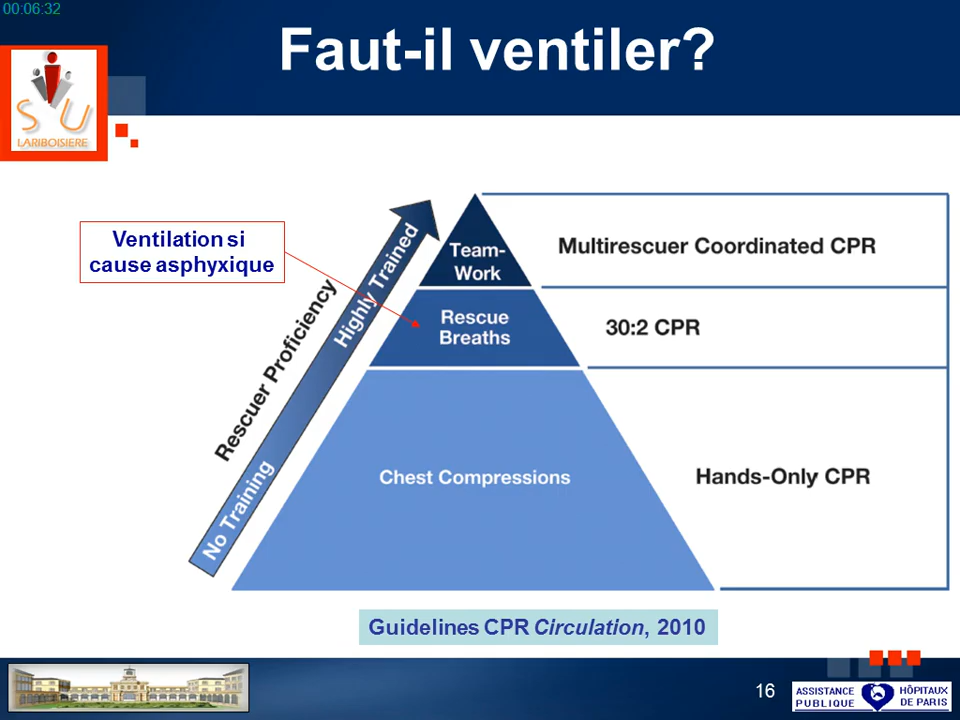 00:06:32
Faut-il ventiler?
S U
LARIBOISIERE
Ventilation si
cause asphyxique
Rescuer Proficiency
No Training
Highly Trained
Team-
Work
Multirescuer Coordinated CPR
Rescue
Breaths
30:2 CPR
Chest Compressions
Hands-Only CPR
Guidelines CPR Circulation, 2010
16
ASSISTANCE
PUBLIQUE
HÔPITAUX
DE PARIS